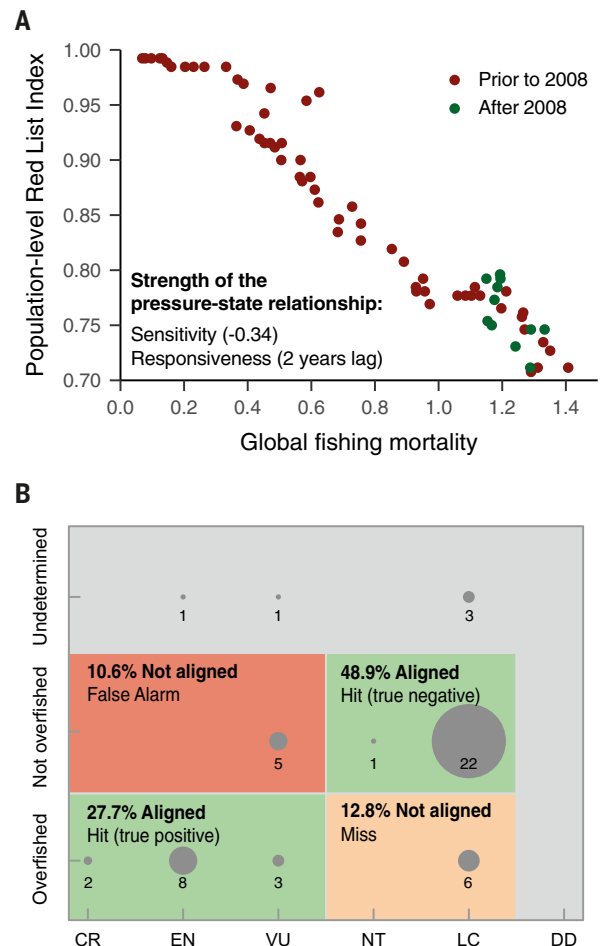 A
Population-level Red List Index
1.00
0.95
0.90
0.85
0.80
0.75
0.70
Prior to 2008
After 2008
Strength of the
pressure-state relationship:
Sensitivity (-0.34)
Responsiveness (2 years lag)
0.0 0.2 0.4 0.6 0.8 1.0 1.2 1.4
Global fishing mortality
B
Undetermined
1 1 3
Not overfished
10.6% Not aligned
False Alarm
5
48.9% Aligned
Hit (true negative)
1 22
Overfished
27.7% Aligned
Hit (true positive)
2 8 3
12.8% Not aligned
Miss
6
CR EN VU NT LC DD